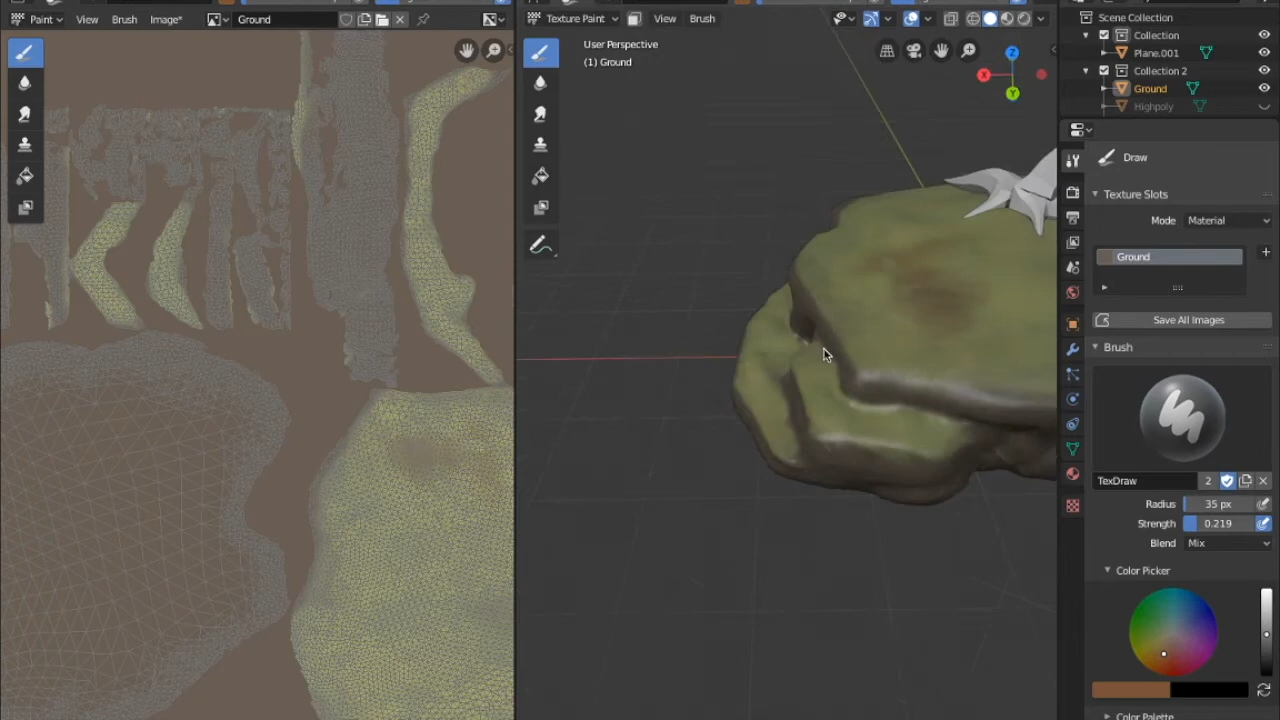 Paint View Brush Image* Ground
Texture Paint View Brush
User Perspective
(1) Ground
X
Z
Y
Scene Collection
Collection
Plane.001
Collection 2
Ground
Highpoly
Draw
Texture Slots
Mode Material
Ground
Save All Images
Brush
TexDraw 2
Radius 35 px
Strength 0.219
Blend Mix
Color Picker
Color Palette